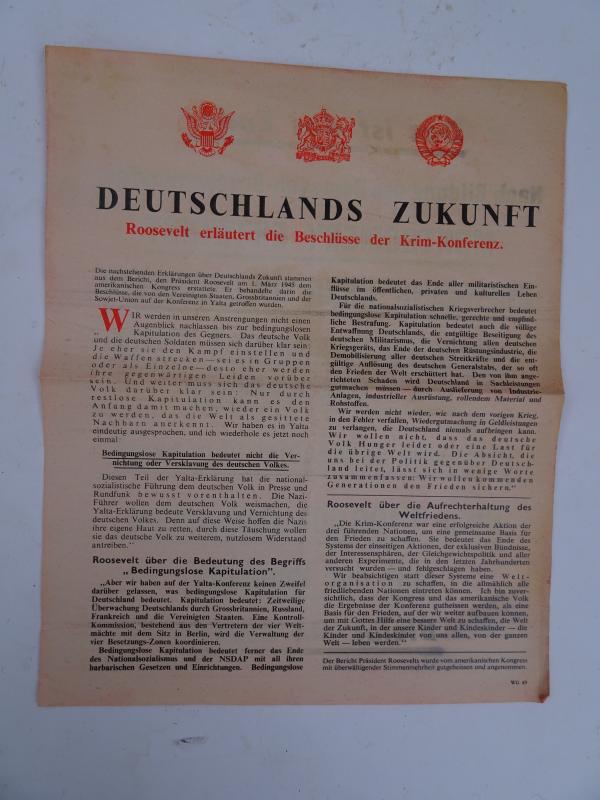 DEUTSCHLANDS ZUKUNFT
Roosevelt erläutert die Beschlüsse der Krim-Konferenz.
Die nachstehenden Erklärungen über Deutschlands Zukunft stammen
aus dem Bericht, den Präsident Roosevelt am 1. März 1945 dem
amerikanischen Kongress erstattete. Er behandelte darin die
Beschlüsse, die von den Vereinigten Staaten, Grossbritannien und der
Sowjet-Union auf der Konferenz in Yalta getroffen wurden.
„WIR werden in unseren Anstrengungen nicht einen
Augenblick nachlassen bis zur bedingungslosen
Kapitulation des Gegners. Das deutsche Volk
und die deutschen Soldaten müssen sich darüber klar sein:
Je eher sie den Kampf einstellen und
die Waffen strecken—sei es in Gruppen
oder als Einzelne—desto eher werden
ihre gegenwärtigen Leiden vorüber
sein. Und weiter muss sich das deutsche
Volk darüber klar sein: Nur durch
restlose Kapitulation kann es den
Anfang damit machen, wieder ein Volk
zu werden, das die Welt als gesittete
Nachbarn anerkennt. Wir haben es in Yalta
eindeutig ausgesprochen, und ich wiederhole es jetzt noch
einmal:
Bedingungslose Kapitulation bedeutet nicht die Ver-
nichtung oder Versklavung des deutschen Volkes.
Diesen Teil der Yalta-Erklärung hat die national-
sozialistische Führung dem deutschen Volk in Presse und
Rundfunk bewusst vorenthalten. Die Nazi-
Führer wollen dem deutschen Volk weismachen, die
Yalta-Erklärung bedeute Versklavung und Vernichtung des
deutschen Volkes. Denn auf diese Weise hoffen die Nazis
ihre eigene Haut zu retten, durch diese Täuschung wollen
sie das deutsche Volk zu weiterem, nutzlosem Widerstand
antreiben.“
Roosevelt über die Bedeutung des Begriffs
„Bedingungslose Kapitulation“.
„Aber wir haben auf der Yalta-Konferenz keinen Zweifel
darüber gelassen, was bedingungslose Kapitulation für
Deutschland bedeutet. Kapitulation bedeutet: Zeitweilige
Überwachung Deutschlands durch Grossbritannien, Russland,
Frankreich und die Vereinigten Staaten. Eine Kontroll-
Kommission, bestehend aus den Vertretern der vier Welt-
mächte mit dem Sitz in Berlin, wird die Verwaltung der
vier Besetzungs-Zonen koordinieren.
Bedingungslose Kapitulation bedeutet ferner das Ende
des Nationalsozialismus und der NSDAP mit all ihren
barbarischen Gesetzen und Einrichtungen. Bedingungslose
Kapitulation bedeutet das Ende aller militaristischen Ein-
flüsse im öffentlichen, privaten und kulturellen Leben
Deutschlands.
Für die nationalsozialistischen Kriegsverbrecher bedeutet
bedingungslose Kapitulation schnelle, gerechte und empfind-
liche Bestrafung. Kapitulation bedeutet auch die völlige
Entwaffnung Deutschlands, die entgültige Beseitigung des
deutschen Militarismus, die Vernichtung allen deutschen
Kriegsgeräts, das Ende der deutschen Rüstungsindustrie, die
Demobilisierung aller deutschen Streitkräfte und die ent-
gültige Auflösung des deutschen Generalstabs, der so oft
den Frieden der Welt erschüttert hat. Den von ihm ange-
richteten Schaden wird Deutschland in Sachleistungen
gutmachen müssen — durch Auslieferung von Industrie-
Anlagen, industrieller Ausrüstung, rollendem Material und
Rohstoffen.
Wir werden nicht wieder, wie nach dem vorigen Krieg,
in den Fehler verfallen, Wiedergutmachung in Geldleistungen
zu verlangen, die Deutschland niemals aufbringen kann.
Wir wollen nicht, dass das deutsche
Volk Hunger leidet oder eine Last für
die übrige Welt wird. Die Absicht, die
uns bei der Politik gegenüber Deutsch-
land leitet, lässt sich in wenige Worte
zusammenfassen: Wir wollen kommenden
Generationen den Frieden sichern.“
Roosevelt über die Aufrechterhaltung des
Weltfriedens.
„Die Krim-Konferenz war eine erfolgreiche Aktion der
drei führenden Nationen, um eine gemeinsame Basis für
den Frieden zu schaffen. Sie bedeutet das Ende des
Systems der einseitigen Aktionen, der exklusiven Bündnisse,
der Interessensphären, der Gleichgewichtspolitik und aller
anderen Experimente, die in den letzten Jahrhunderten
versucht wurden — und fehlgeschlagen haben.
Wir beabsichtigen statt dieser Systeme eine Welt-
organisation zu schaffen, in die allmählich alle
friedliebenden Nationen eintreten können. Ich bin zuver-
sichtlich, dass der Kongress und das amerikanische Volk
die Ergebnisse der Konferenz gutheissen werden, als eine
Basis für den Frieden, auf der wir weiter aufbauen können,
um mit Gottes Hilfe eine bessere Welt zu schaffen, die Welt
der Zukunft, in der unsere Kinder und Kindeskinder — die
Kinder und Kindeskinder von uns allen, von der ganzen
Welt — leben werden.“
Der Bericht Präsident Roosevelts wurde vom amerikanischen Kongress
mit überwältigender Stimmenmehrheit gutgeheissen und angenommen.
WG 49